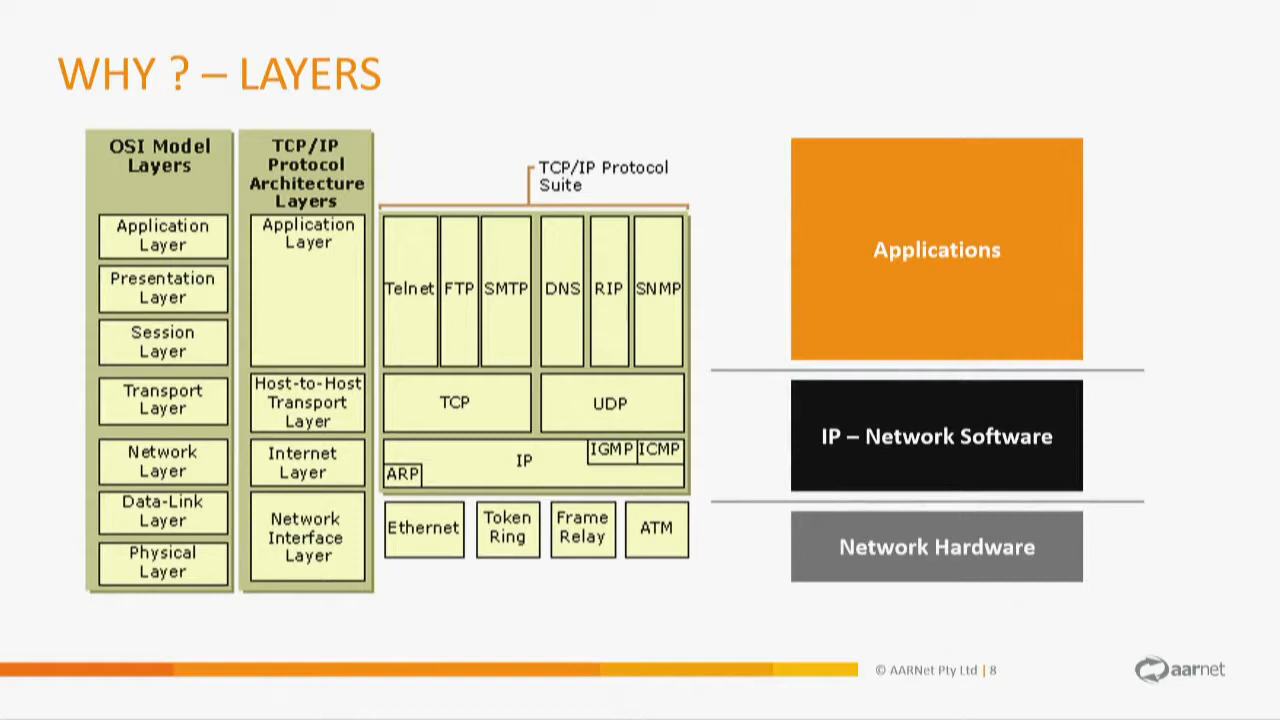 WHY ? – LAYERS
OSI Model
Layers
Application
Layer
Presentation
Layer
Session
Layer
Transport
Layer
Network
Layer
Data-Link
Layer
Physical
Layer
TCP/IP
Protocol
Architecture
Layers
Application
Layer
Host-to-Host
Transport
Layer
Internet
Layer
Network
Interface
Layer
TCP/IP Protocol
Suite
Telnet
FTP
SMTP
DNS
RIP
SNMP
TCP
UDP
IP
IGMP
ICMP
ARP
Ethernet
Token
Ring
Frame
Relay
ATM
Applications
IP – Network Software
Network Hardware
© AARNet Pty Ltd | 8
aarnet